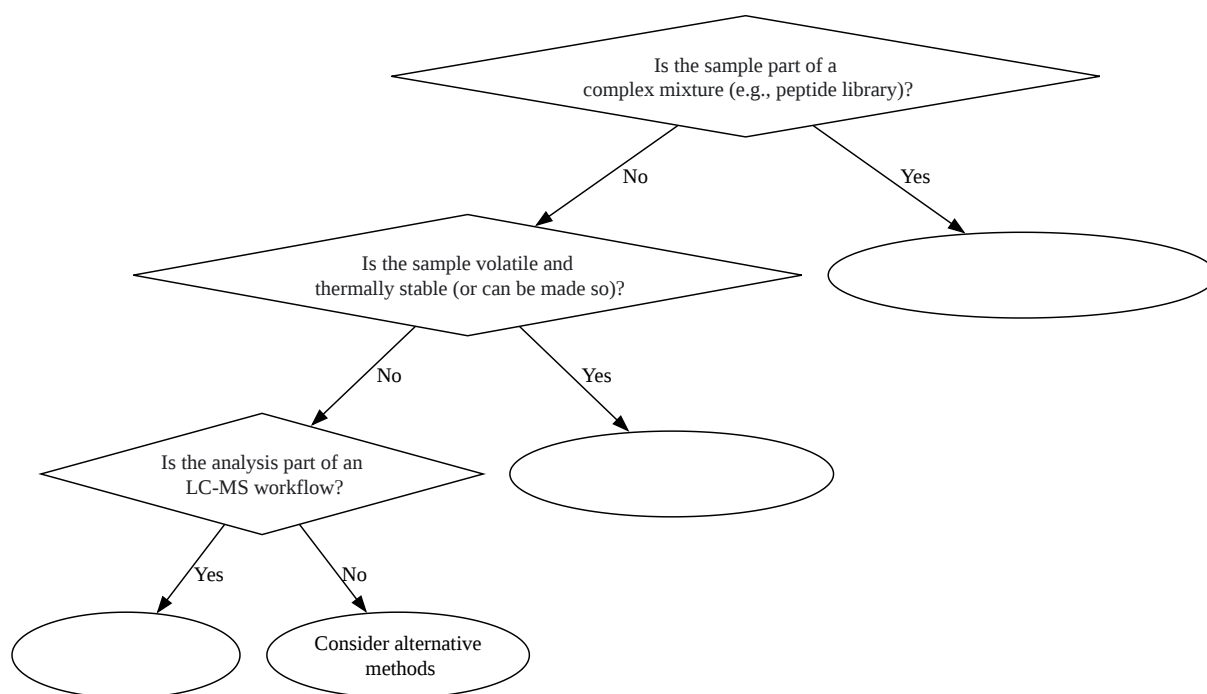 Is the sample part of a
complex mixture (e.g., peptide library)?
No
Yes
Is the sample volatile and
thermally stable (or can be made so)?
No
Yes
Is the analysis part of an
LC-MS workflow?
Yes
No
Consider alternative
methods